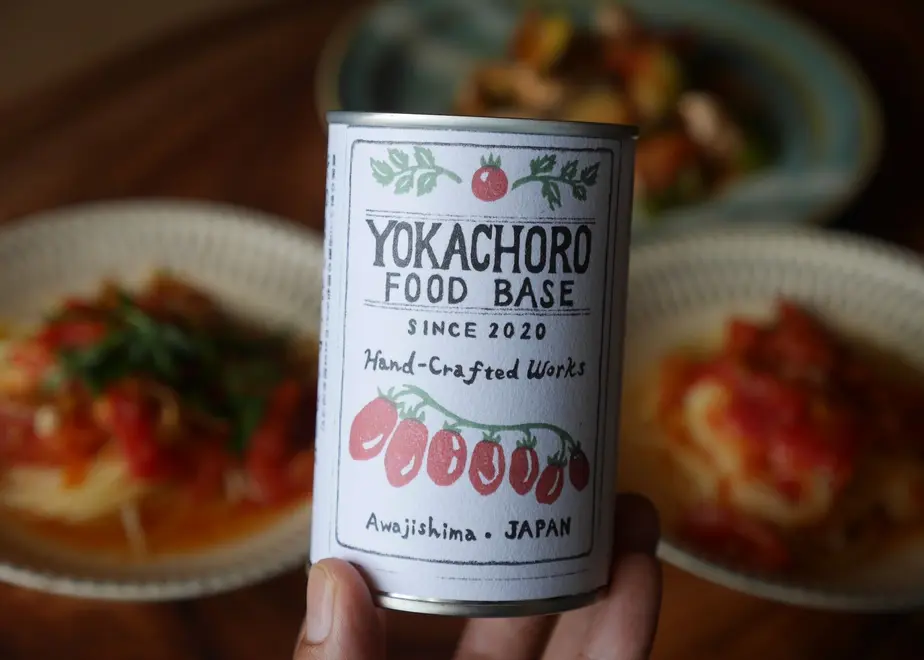 YOKACHORO
FOOD BASE
SINCE 2020
Hand-Crafted Works
Awajishima. JAPAN